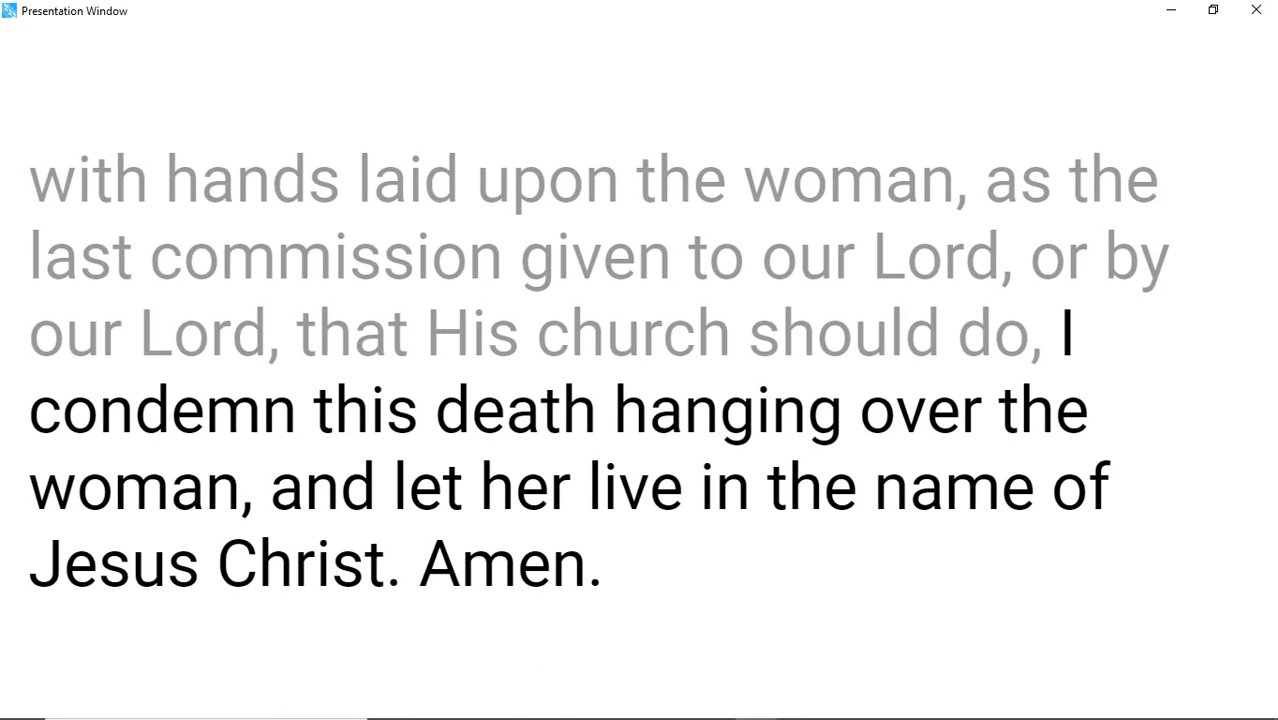 Presentation Window
with hands laid upon the woman, as the
last commission given to our Lord, or by
our Lord, that His church should do, I
condemn this death hanging over the
woman, and let her live in the name of
Jesus Christ. Amen.